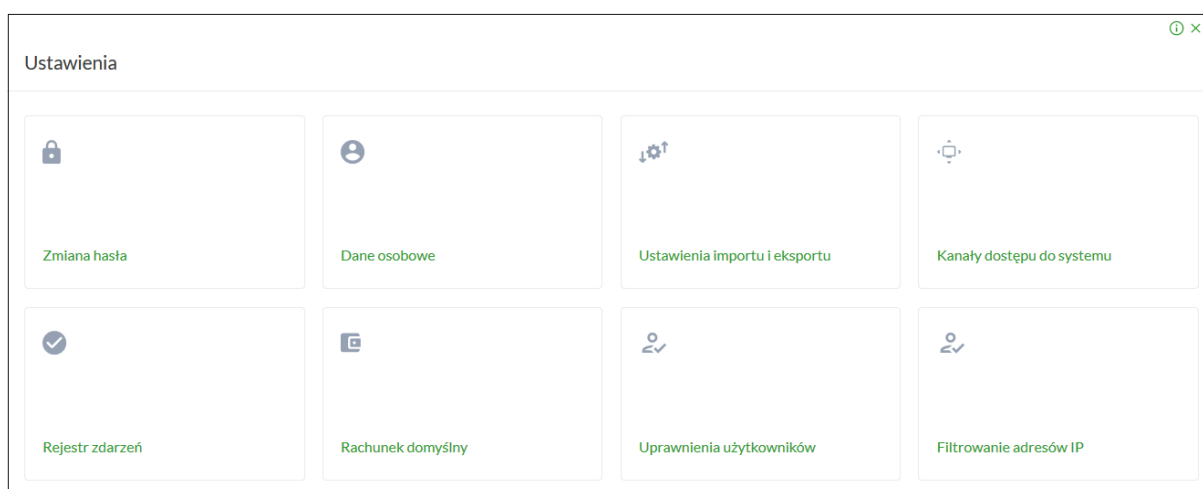 Ustawienia
Zmiana hasła
Dane osobowe
Ustawienia importu i eksportu
Kanały dostępu do systemu
Rejestr zdarzeń
Rachunek domyślny
Uprawnienia użytkowników
Filtrowanie adresów IP